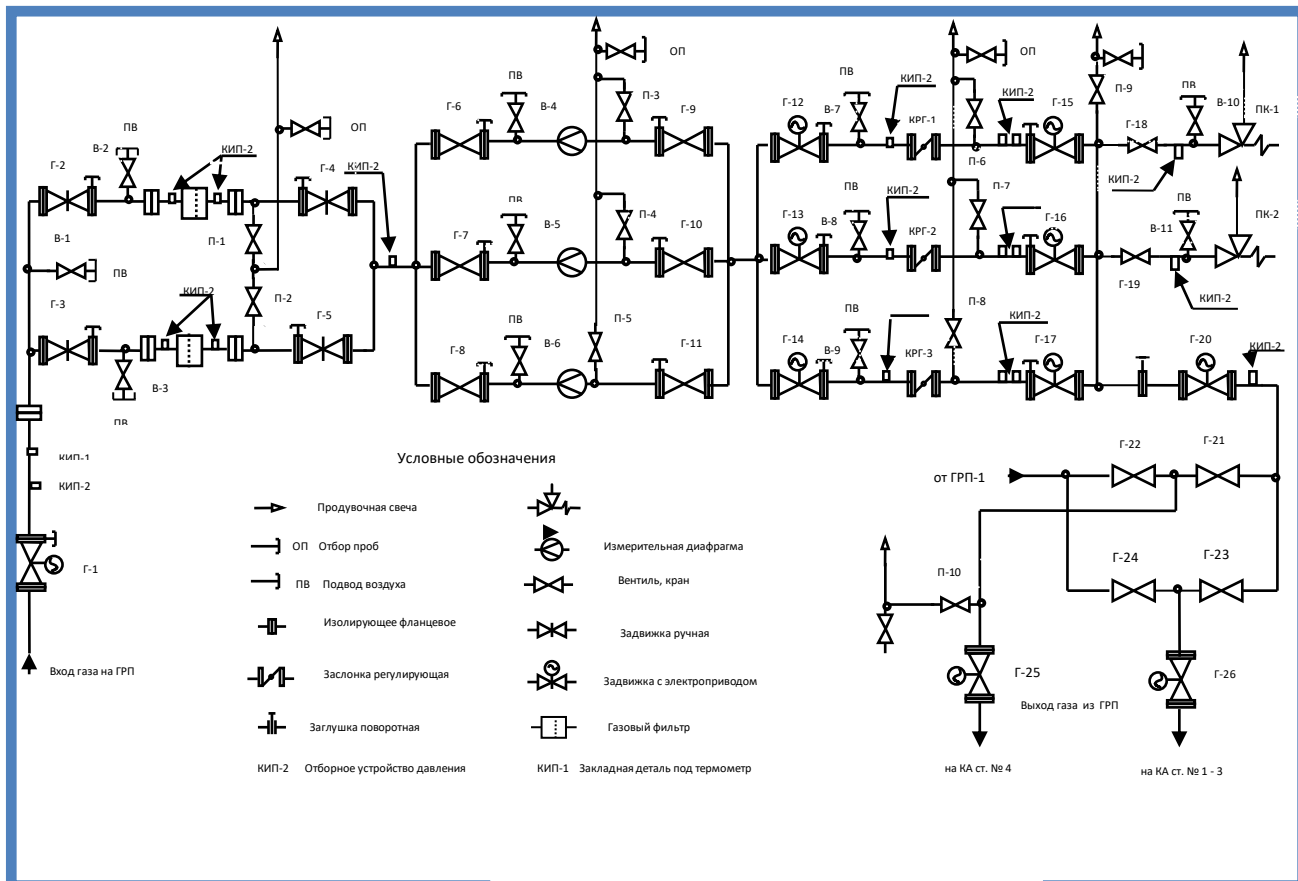 ОП
ПВ
КИП-2
П-3
Г-6
В-4
Г-9
ПВ
В-2
КИП-2
ОП
Г-2
Г-4
КИП-2
ПВ
КИП-2
Г-12
В-7
КРГ-1
ОП
КИП-2
Г-15
П-6
П-9
Г-18
ПВ
В-10
ПК-1
КИП-2
В-1
П-1
ПВ
Г-7
В-5
П-4
Г-10
ПВ
КИП-2
Г-13
В-8
КРГ-2
П-7
КИП-2
Г-16
ПВ
В-11
ПК-2
Г-19
КИП-2
ПВ
Г-3
КИП-2
П-2
Г-5
ПВ
Г-8
В-6
П-5
Г-11
ПВ
Г-14
В-9
КРГ-3
П-8
КИП-2
Г-17
Г-20
КИП-2
В-3
ПВ
КИП-1
КИП-2
Г-1
Вход газа на ГРП
Г-22
Г-21
от ГРП-1
Г-24
Г-23
П-10
Г-25
Г-26
Выход газа из ГРП
на КА ст. № 4
на КА ст. № 1 - 3
Условные обозначения
Продувочная свеча
ОП Отбор проб
Измерительная диафрагма
ПВ Подвод воздуха
Вентиль, кран
Изолирующее фланцевое
Задвижка ручная
Заслонка регулирующая
Задвижка с электроприводом
Заглушка поворотная
Газовый фильтр
КИП-2 Отборное устройство давления
КИП-1 Закладная деталь под термометр